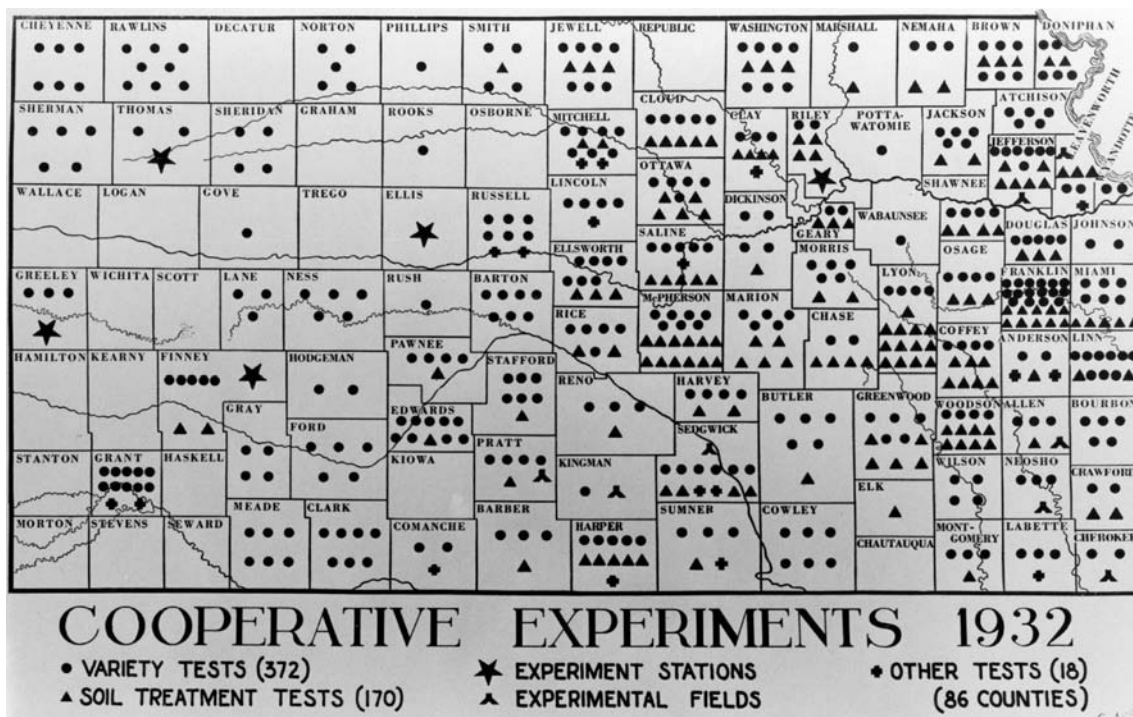 CHEYENNE RAWLINS DECATUR NORTON PHILLIPS SMITH JEWELL REPUBLIC WASHINGTON MARSHALL NEMAHA BROWN DONIPHAN
SHERMAN THOMAS SHERIDAN GRAHAM ROOKS OSBORNE MITCHELL CLOUD CLAY RILEY POTTA-
WATOMIE JACKSON ATCHISON
JEFFERSON LEAVENWORTH
WALLACE LOGAN GOVE TREGO ELLIS RUSSELL LINCOLN OTTAWA DICKINSON GEARY WABAUNSEE SHAWNEE DOUGLAS JOHNSON
GREELEY WICHITA SCOTT LANE NESS RUSH BARTON ELLSWORTH SALINE MORRIS LYON OSAGE FRANKLIN MIAMI
RICE McPHERSON MARION CHASE COFFEY ANDERSON LINN
HAMILTON KEARNY FINNEY HODGEMAN PAWNEE STAFFORD RENO HARVEY BUTLER GREENWOOD WOODSON ALLEN BOURBON
GRAY FORD EDWARDS PRATT SEDGWICK
STANTON GRANT HASKELL KIOWA KINGMAN ELK WILSON NEOSHO CRAWFORD
MORTON STEVENS SEWARD MEADE CLARK COMANCHE BARBER HARPER SUMNER COWLEY CHAUTAUQUA MONT-
GOMERY LABETTE CHEROKEE
COOPERATIVE EXPERIMENTS 1932
VARIETY TESTS (372) EXPERIMENT STATIONS OTHER TESTS (18)
SOIL TREATMENT TESTS (170) EXPERIMENTAL FIELDS (86 COUNTIES)